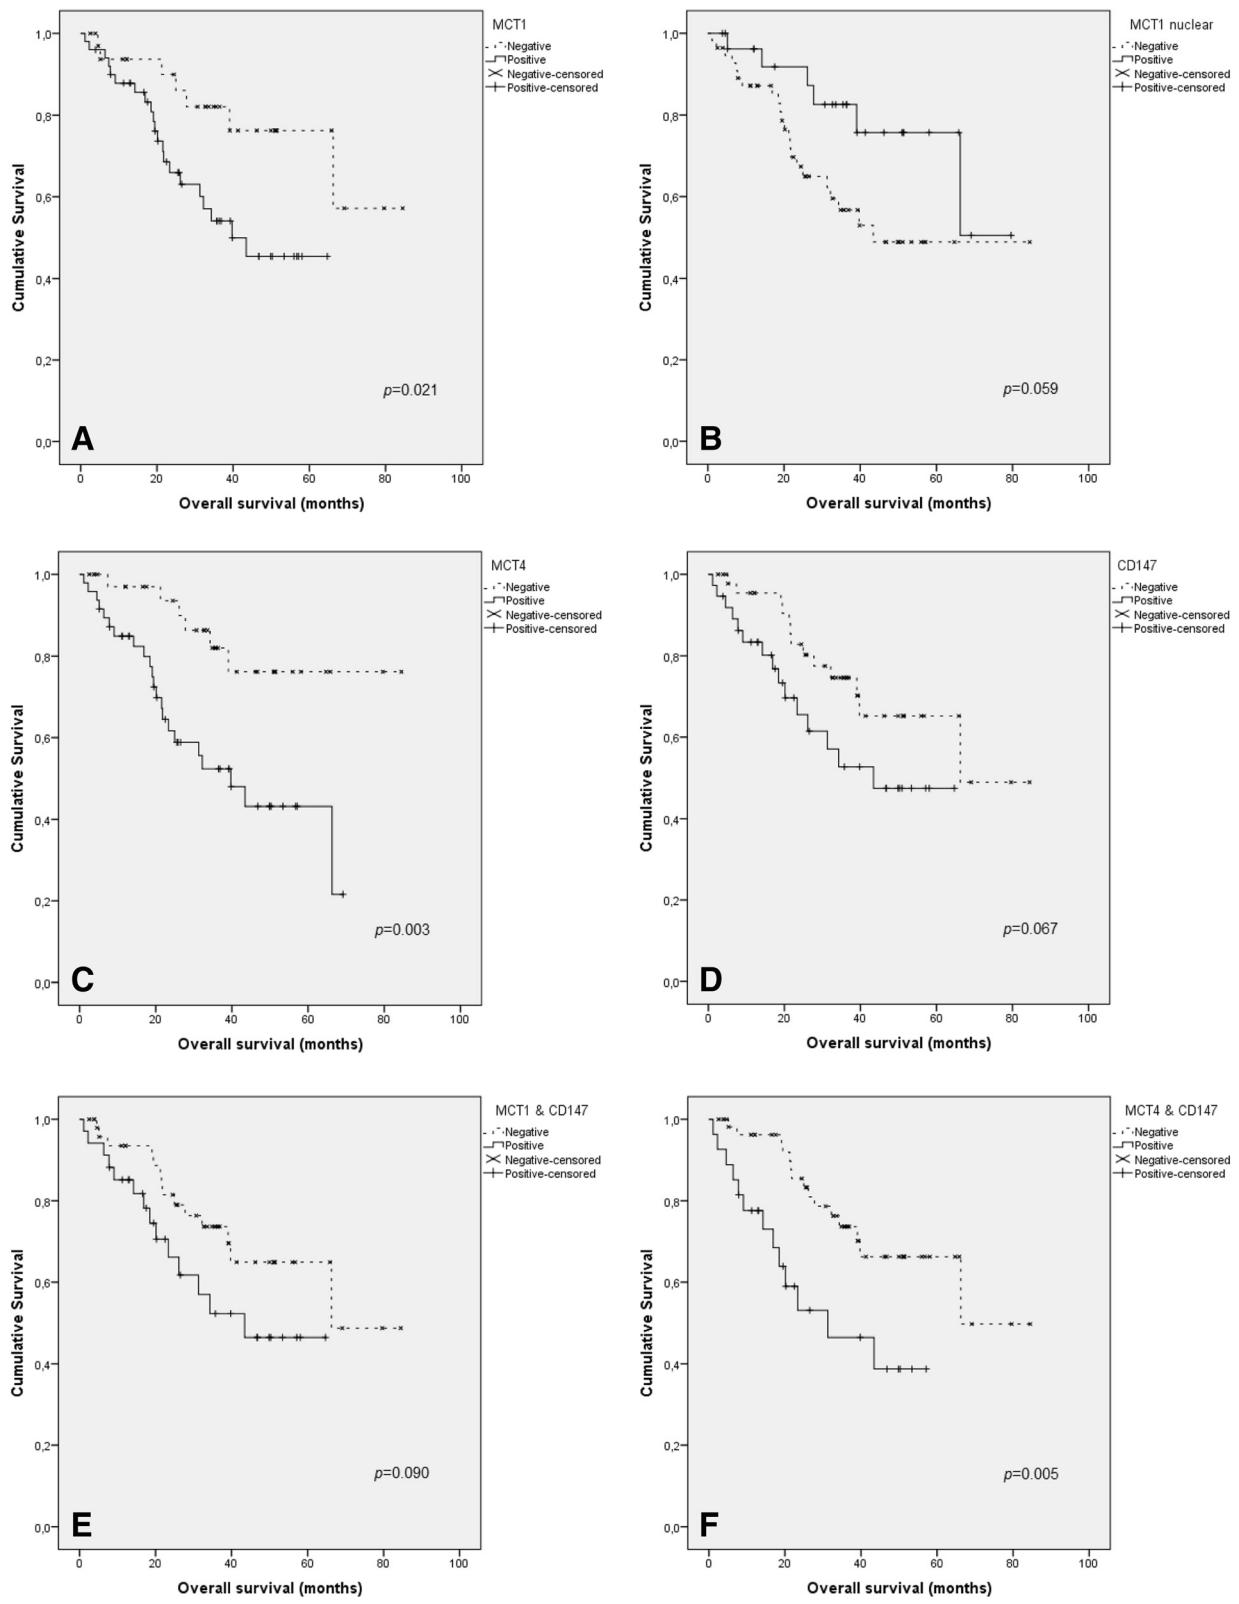 MCT1
Negative
Positive
Negative-censored
Positive-censored
1,0
0,8
0,6
0,4
0,2
0,0
Cumulative Survival
p=0.021
A
0 20 40 60 80 100
Overall survival (months)
MCT1 nuclear
Negative
Positive
Negative-censored
Positive-censored
1,0
0,8
0,6
0,4
0,2
0,0
Cumulative Survival
p=0.059
B
0 20 40 60 80 100
Overall survival (months)
MCT4
Negative
Positive
Negative-censored
Positive-censored
1,0
0,8
0,6
0,4
0,2
0,0
Cumulative Survival
p=0.003
C
0 20 40 60 80 100
Overall survival (months)
CD147
Negative
Positive
Negative-censored
Positive-censored
1,0
0,8
0,6
0,4
0,2
0,0
Cumulative Survival
p=0.067
D
0 20 40 60 80 100
Overall survival (months)
MCT1 & CD147
Negative
Positive
Negative-censored
Positive-censored
1,0
0,8
0,6
0,4
0,2
0,0
Cumulative Survival
p=0.090
E
0 20 40 60 80 100
Overall survival (months)
MCT4 & CD147
Negative
Positive
Negative-censored
Positive-censored
1,0
0,8
0,6
0,4
0,2
0,0
Cumulative Survival
p=0.005
F
0 20 40 60 80 100
Overall survival (months)